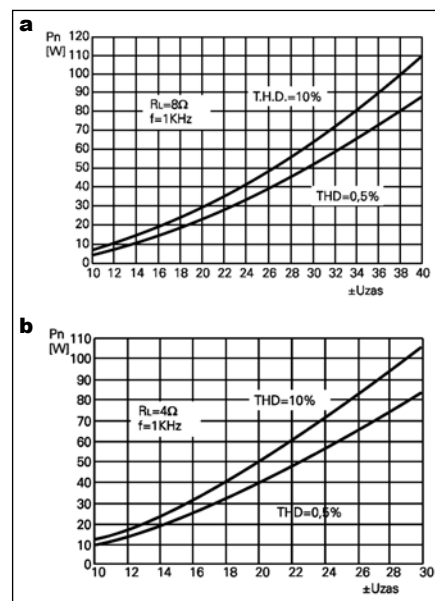 a
Pn
[W]
120
110
100
90
80
70
60
50
40
30
20
10
0
RL=8Ω
f=1KHz
T.H.D.=10%
THD=0,5%
10 12 14 16 18 20 22 24 26 28 30 32 34 36 38 40
±Uzas
b
Pn
[W]
110
100
90
80
70
60
50
40
30
20
10
0
RL=4Ω
f=1KHz
THD=10%
THD=0,5%
10 12 14 16 18 20 22 24 26 28 30
±Uzas